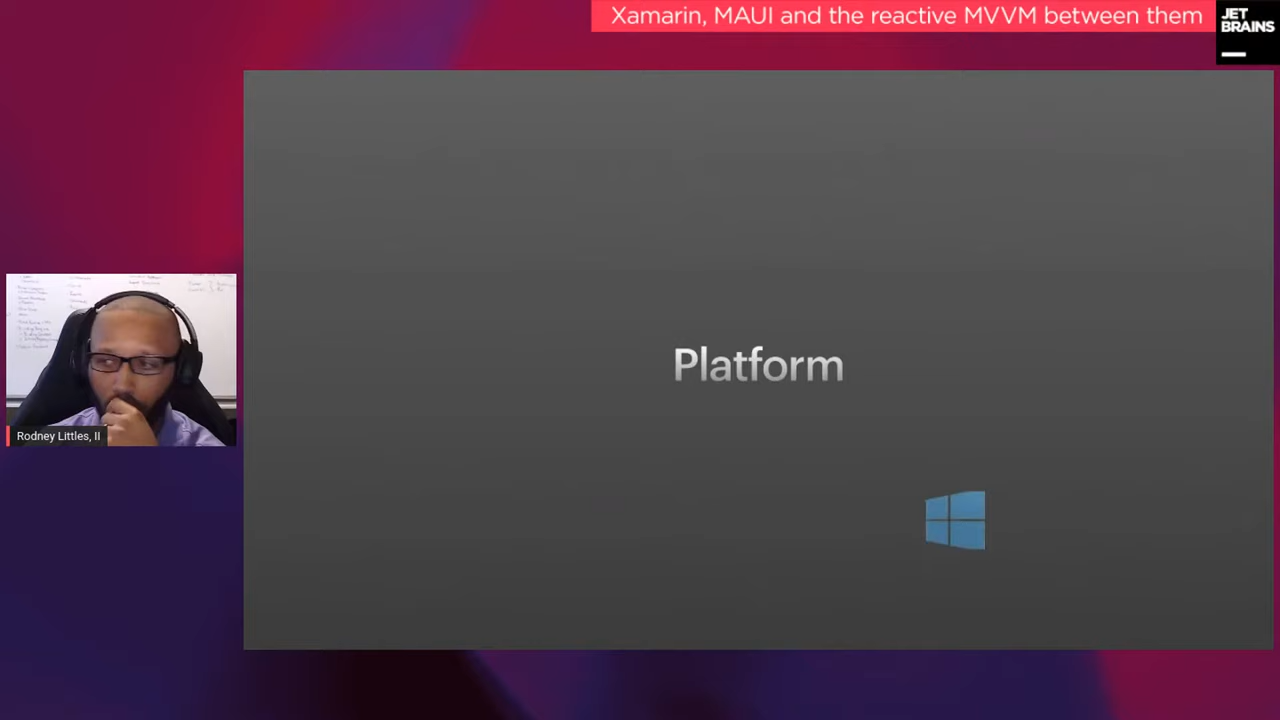 Xamarin, MAUI and the reactive MVVM between them
JET
BRAINS
Platform
Rodney Littles, II